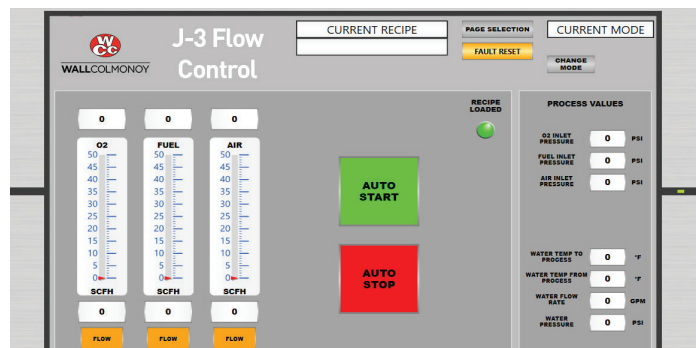 WCC
WALLCOLMONOY
J-3 Flow
Control
CURRENT RECIPE
PAGE SELECTION
FAULT RESET
CURRENT MODE
CHANGE
MODE
0
0
0
O2
50
45
40
35
30
25
20
15
10
5
0
SCFH
0
FLOW
FUEL
50
45
40
35
30
25
20
15
10
5
0
SCFH
0
FLOW
AIR
50
45
40
35
30
25
20
15
10
5
0
SCFH
0
FLOW
AUTO
START
AUTO
STOP
RECIPE
LOADED
PROCESS VALUES
O2 INLET
PRESSURE
0 PSI
FUEL INLET
PRESSURE
0 PSI
AIR INLET
PRESSURE
0 PSI
WATER TEMP TO
PROCESS
0 °F
WATER TEMP FROM
PROCESS
0 °F
WATER FLOW
RATE
0 GPM
WATER
PRESSURE
0 PSI